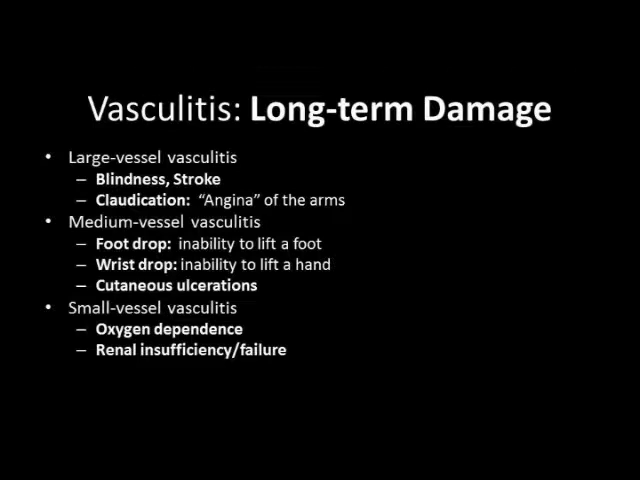 Vasculitis: Long-term Damage
• Large-vessel vasculitis
– Blindness, Stroke
– Claudication: “Angina” of the arms
• Medium-vessel vasculitis
– Foot drop: inability to lift a foot
– Wrist drop: inability to lift a hand
– Cutaneous ulcerations
• Small-vessel vasculitis
– Oxygen dependence
– Renal insufficiency/failure